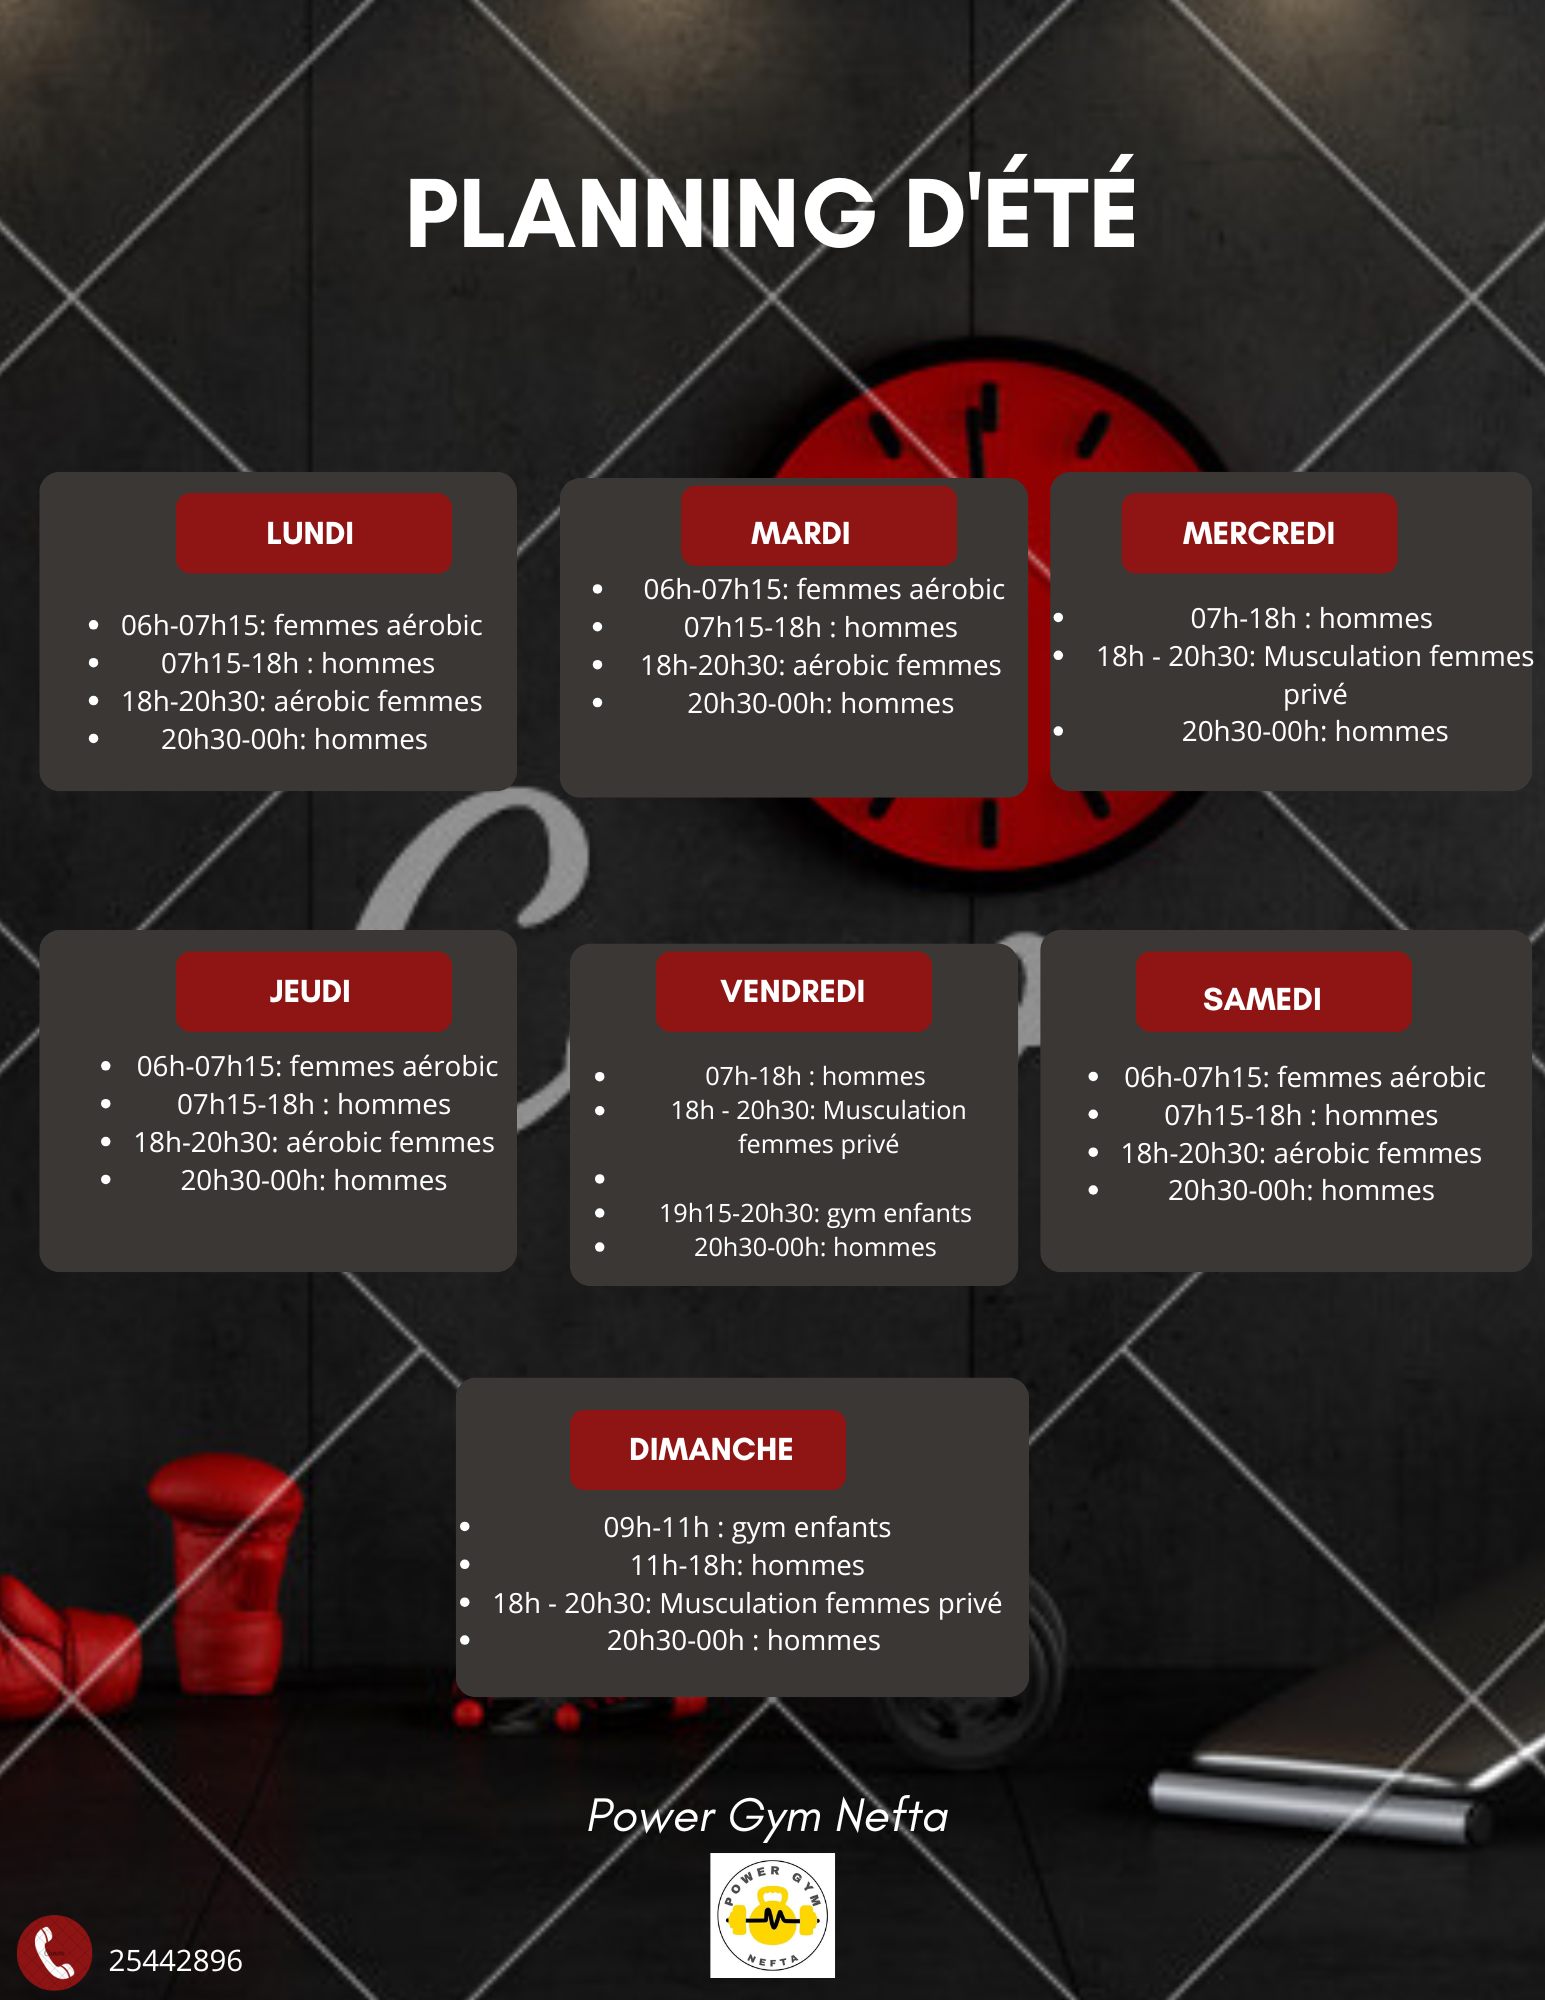 PLANNING D'ÉTÉ
LUNDI
• 06h-07h15: femmes aérobic
• 07h15-18h : hommes
• 18h-20h30: aérobic femmes
• 20h30-00h: hommes
MARDI
• 06h-07h15: femmes aérobic
• 07h15-18h : hommes
• 18h-20h30: aérobic femmes
• 20h30-00h: hommes
MERCREDI
• 07h-18h : hommes
• 18h - 20h30: Musculation femmes
privé
• 20h30-00h: hommes
JEUDI
• 06h-07h15: femmes aérobic
• 07h15-18h : hommes
• 18h-20h30: aérobic femmes
• 20h30-00h: hommes
VENDREDI
• 07h-18h : hommes
• 18h - 20h30: Musculation
femmes privé
•
• 19h15-20h30: gym enfants
• 20h30-00h: hommes
SAMEDI
• 06h-07h15: femmes aérobic
• 07h15-18h : hommes
• 18h-20h30: aérobic femmes
• 20h30-00h: hommes
DIMANCHE
• 09h-11h : gym enfants
• 11h-18h: hommes
• 18h - 20h30: Musculation femmes privé
• 20h30-00h : hommes
Power Gym Nefta
POWER GYM
NEFTA
25442896